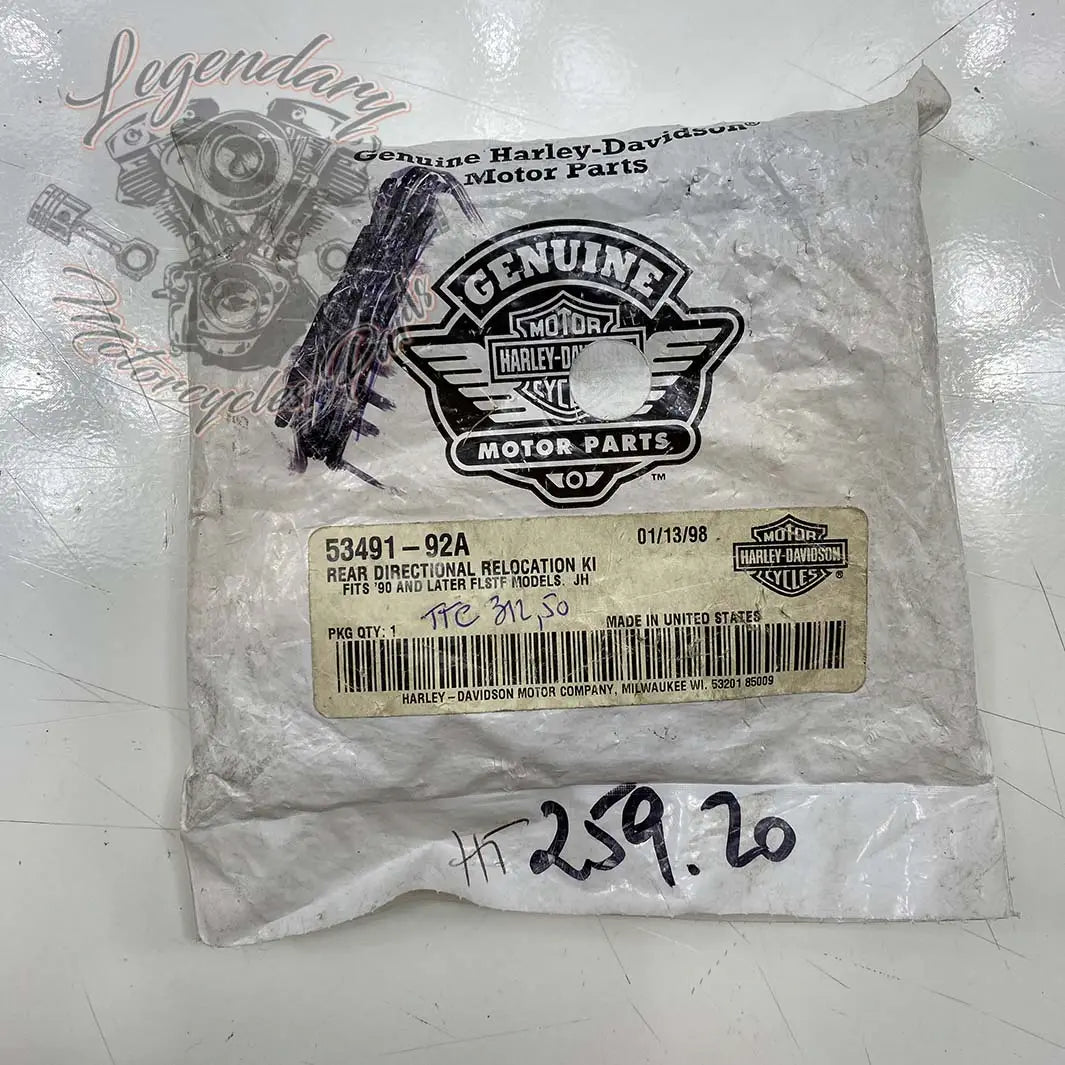 Legendary
Motorcycles
Genuine Harley-Davidson®
Motor Parts
GENUINE
MOTOR
HARLEY-DA
CYC
MOTOR PARTS
TM
53491-92A
01/13/98
REAR DIRECTIONAL RELOCATION KI
FITS '90 AND LATER FLSTF MODELS. JH
MOTOR
HARLEY-DAVIDSON
CYCLES
®
TTC 312,50
PKG QTY: 1
MADE IN UNITED STATES
HARLEY-DAVIDSON MOTOR COMPANY, MILWAUKEE WI. 53201 85009
HT 259.20